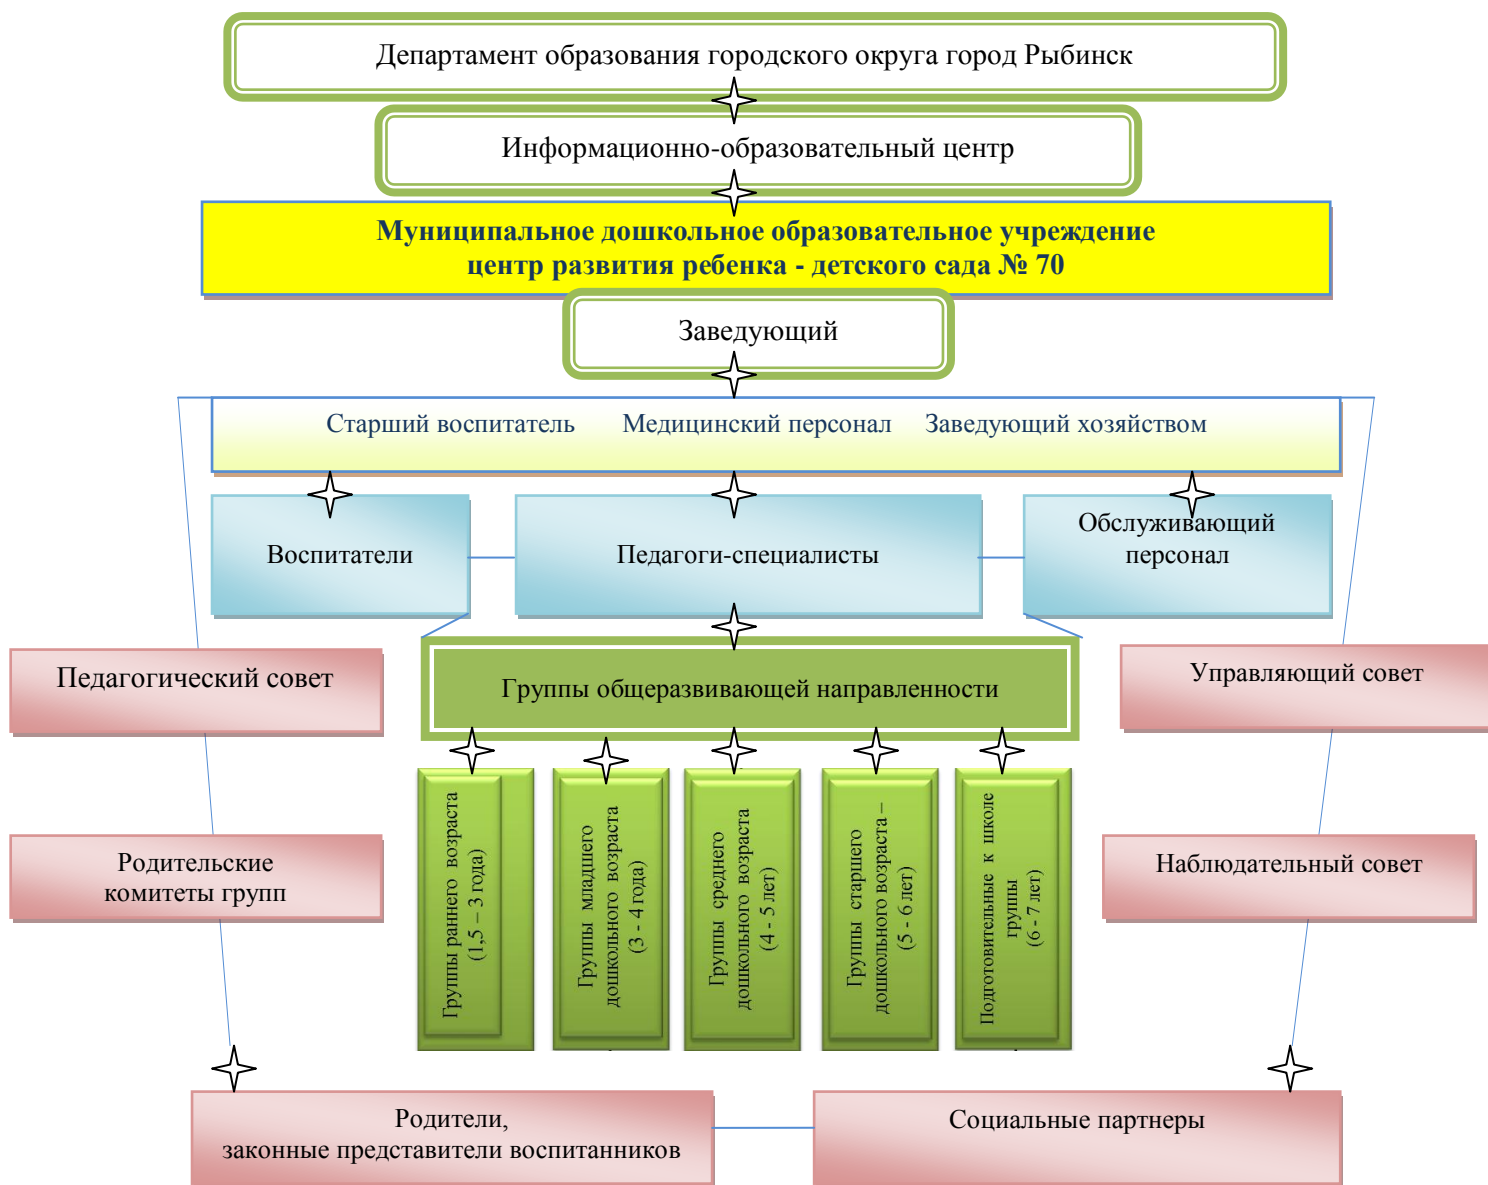 Департамент образования городского округа город Рыбинск
Информационно-образовательный центр
Муниципальное дошкольное образовательное учреждение
центр развития ребенка - детского сада № 70
Заведующий
Старший воспитатель Медицинский персонал Заведующий хозяйством
Воспитатели
Педагоги-специалисты
Обслуживающий
персонал
Педагогический совет
Группы общеразвивающей направленности
Управляющий совет
Родительские
комитеты групп
Группы раннего возраста
(1,5 – 3 года)
Группы младшего
дошкольного возраста
(3 - 4 года)
Группы среднего
дошкольного возраста
(4 - 5 лет)
Группы старшего
дошкольного возраста –
(5 - 6 лет)
Подготовительные к школе
группы
(6 - 7 лет)
Наблюдательный совет
Родители,
законные представители воспитанников
Социальные партнеры